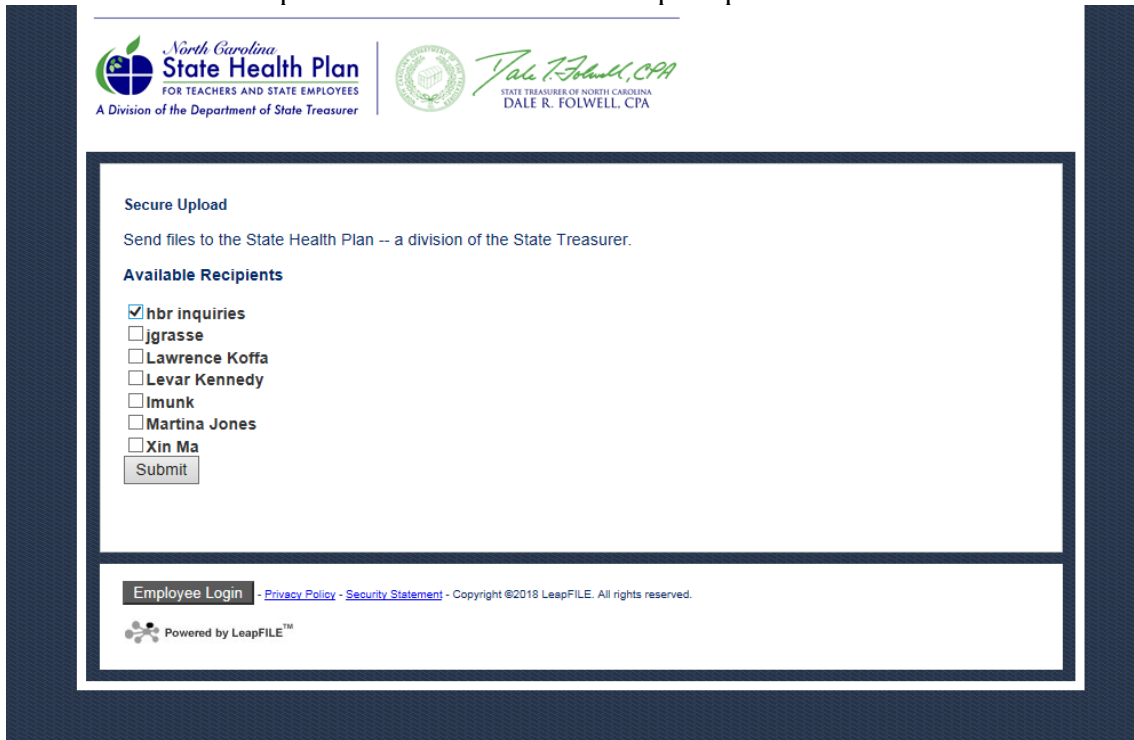 North Carolina
State Health Plan
FOR TEACHERS AND STATE EMPLOYEES
A Division of the Department of State Treasurer
Dale R. Folwell, CPA
STATE TREASURER OF NORTH CAROLINA
DALE R. FOLWELL, CPA
Secure Upload
Send files to the State Health Plan -- a division of the State Treasurer.
Available Recipients
hbr inquiries
jgrasse
Lawrence Koffa
Levar Kennedy
lmunk
Martina Jones
Xin Ma
Submit
Employee Login - Privacy Policy - Security Statement - Copyright ©2018 LeapFILE. All rights reserved.
Powered by LeapFILE™